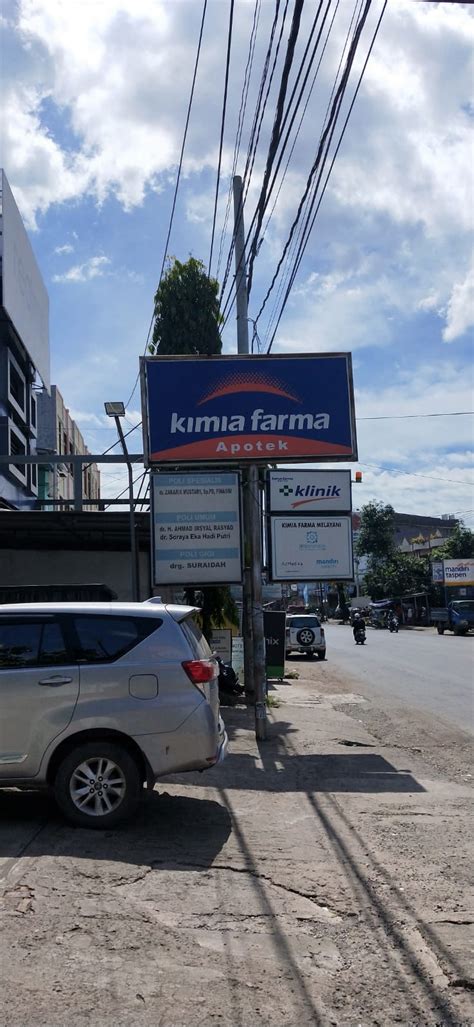 kimia farma
Apotek
POLI SPESIALIS
POLI UMUM
dr. H. AHMAD IRSYAL RASYAD
dr. Soraya Eka Hadi Putri
POLI GIGI
drg. SURAIDAH
klinik
KIMIA FARMA MELAYANI
mandiri
mandiri
taspen